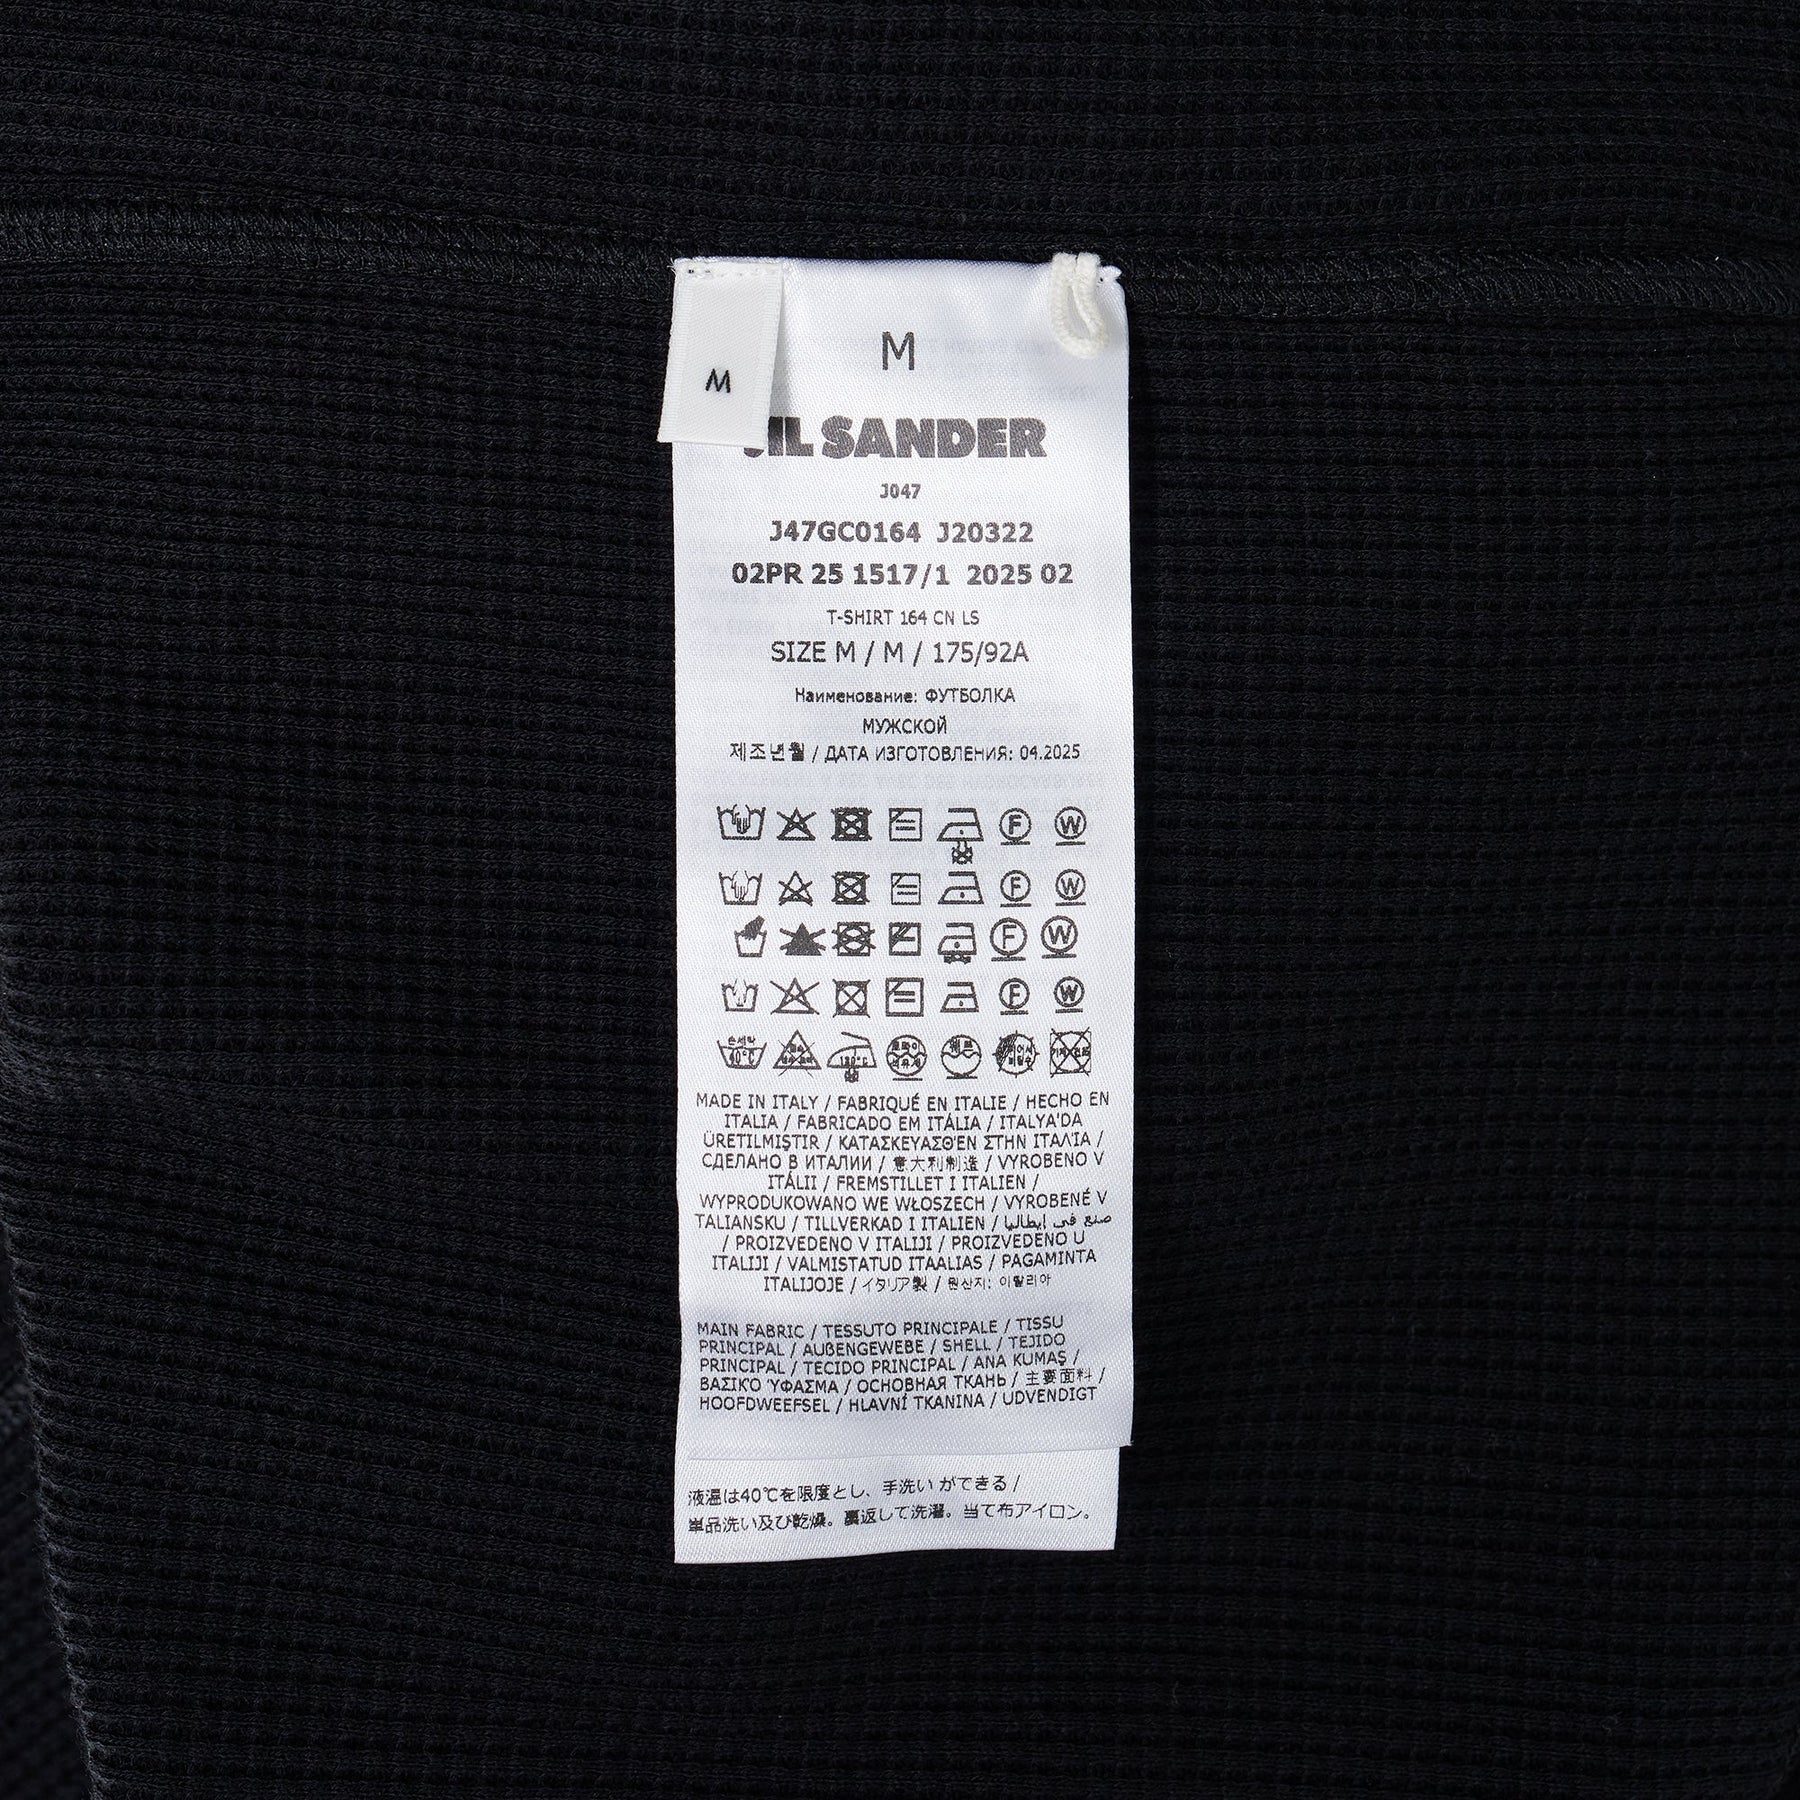 M
M
JIL SANDER
J047
J47GC0164 J20322
02PR 25 1517/1 2025 02
T-SHIRT 164 CN LS
SIZE M / M / 175/92A
Наименование: ФУТБОЛКА
МУЖСКОЙ
제조년월 / ДАТА ИЗГОТОВЛЕНИЯ: 04.2025
F W
F W
F W
F W
손세탁 40°C 180°C
MADE IN ITALY / FABRIQUÉ EN ITALIE / HECHO EN
ITALIA / FABRICADO EM ITÁLIA / ITALYA'DA
ÜRETILMIŞTIR / ΚΑΤΑΣΚΕΥΑΣΘΈΝ ΣΤΗΝ ΙΤΑΛΊΑ /
СДЕЛАНО В ИТАЛИИ / 意大利制造 / VYROBENO V
ITÁLII / FREMSTILLET I ITALIEN /
WYPRODUKOWANO WE WŁOSZECH / VYROBENÉ V
TALIANSKU / TILLVERKAD I ITALIEN / صنع في إيطاليا
/ PROIZVEDENO V ITALIJI / PROIZVEDENO U
ITALIJI / VALMISTATUD ITAALIAS / PAGAMINTA
ITALIJOJE / イタリア製 / 원산지: 이탈리아
MAIN FABRIC / TESSUTO PRINCIPALE / TISSU
PRINCIPAL / AUßENGEWEBE / SHELL / TEJIDO
PRINCIPAL / TECIDO PRINCIPAL / ANA KUMAŞ /
ΒΑΣΙΚΌ ΎΦΑΣΜΑ / ОСНОВНАЯ ТКАНЬ / 主要面料 /
HOOFDWEEFSEL / HLAVNÍ TKANINA / UDVENDIGT
液温は40℃を限度とし、手洗い ができる /
単品洗い及び乾燥。裏返して洗濯。当て布アイロン。